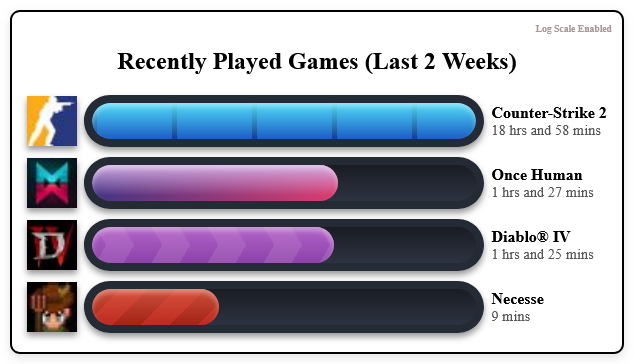 Log Scale Enabled
Recently Played Games (Last 2 Weeks)
Counter-Strike 2
18 hrs and 58 mins
Once Human
1 hrs and 27 mins
Diablo® IV
1 hrs and 25 mins
Necesse
9 mins